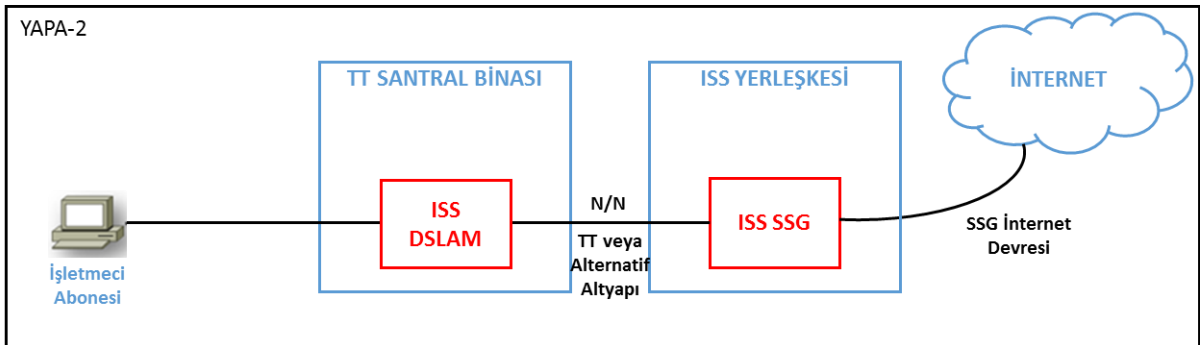 YAPA-2
TT SANTRAL BİNASI
ISS YERLEŞKESİ
İNTERNET
İşletmeci
Abonesi
ISS
DSLAM
N/N
TT veya
Alternatif
Altyapı
ISS SSG
SSG İnternet
Devresi